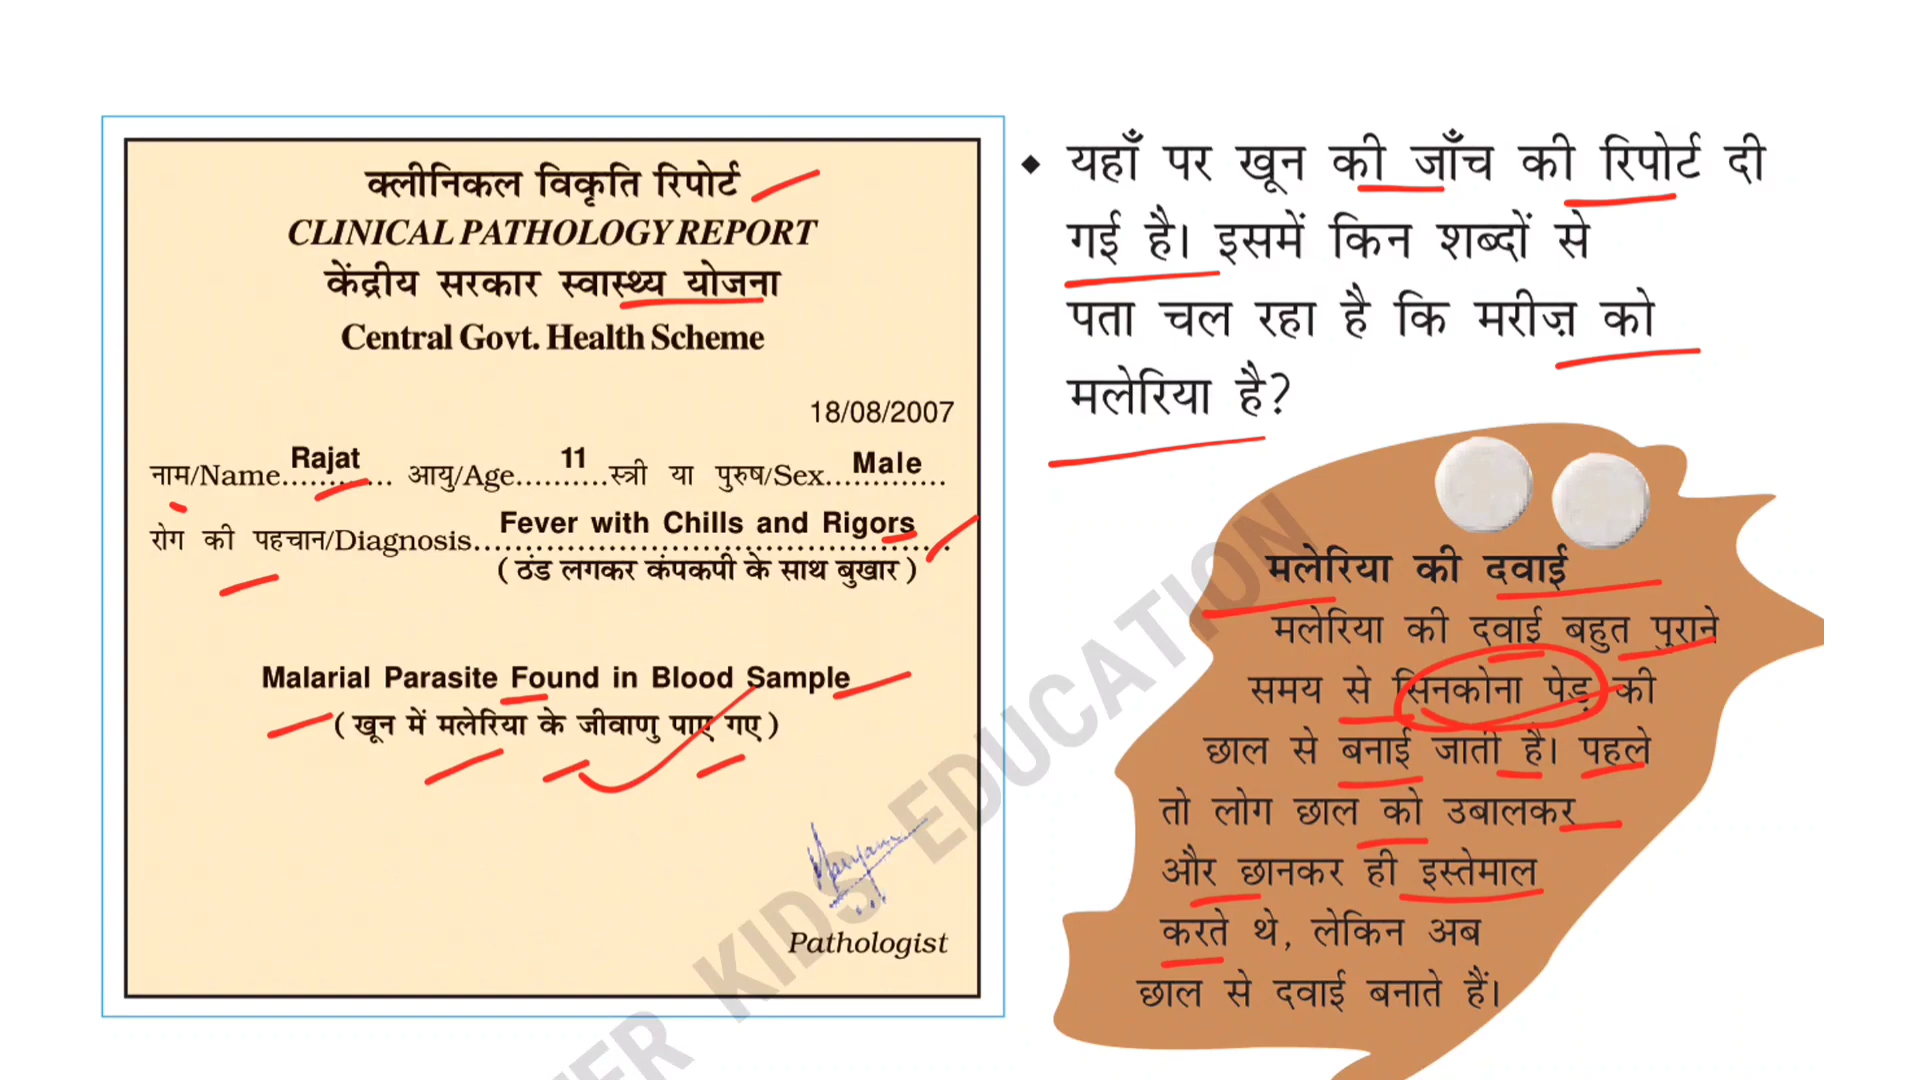 क्लीनिकल विकृति रिपोर्ट
CLINICAL PATHOLOGY REPORT
केंद्रीय सरकार स्वास्थ्य योजना
Central Govt. Health Scheme
18/08/2007
नाम/Name....Rajat.... आयु/Age....11....स्त्री या पुरुष/Sex....Male....
रोग की पहचान/Diagnosis....Fever with Chills and Rigors....
( ठंड लगकर कंपकपी के साथ बुखार )
Malarial Parasite Found in Blood Sample
( खून में मलेरिया के जीवाणु पाए गए )
Pathologist
◆ यहाँ पर खून की जाँच की रिपोर्ट दी
गई है। इसमें किन शब्दों से
पता चल रहा है कि मरीज़ को
मलेरिया है?
मलेरिया की दवाई
मलेरिया की दवाई बहुत पुराने
समय से सिनकोना पेड़ की
छाल से बनाई जाती है। पहले
तो लोग छाल को उबालकर
और छानकर ही इस्तेमाल
करते थे, लेकिन अब
छाल से दवाई बनाते हैं।
KIDS EDUCATION